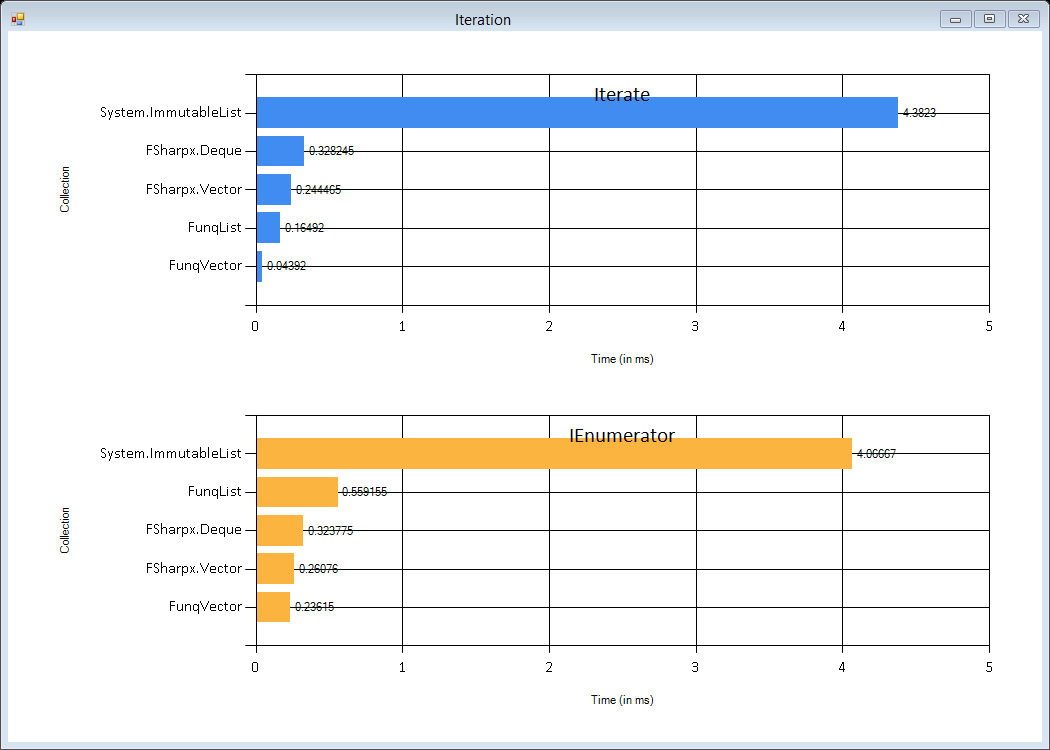 Iteration
Iterate
System.ImmutableList 4.3823
FSharpx.Deque 0.328245
FSharpx.Vector 0.244465
FunqList 0.16492
FunqVector 0.04392
Collection
0 1 2 3 4 5
Time (in ms)
IEnumerator
System.ImmutableList 4.06667
FunqList 0.559155
FSharpx.Deque 0.323775
FSharpx.Vector 0.26076
FunqVector 0.23615
Collection
0 1 2 3 4 5
Time (in ms)